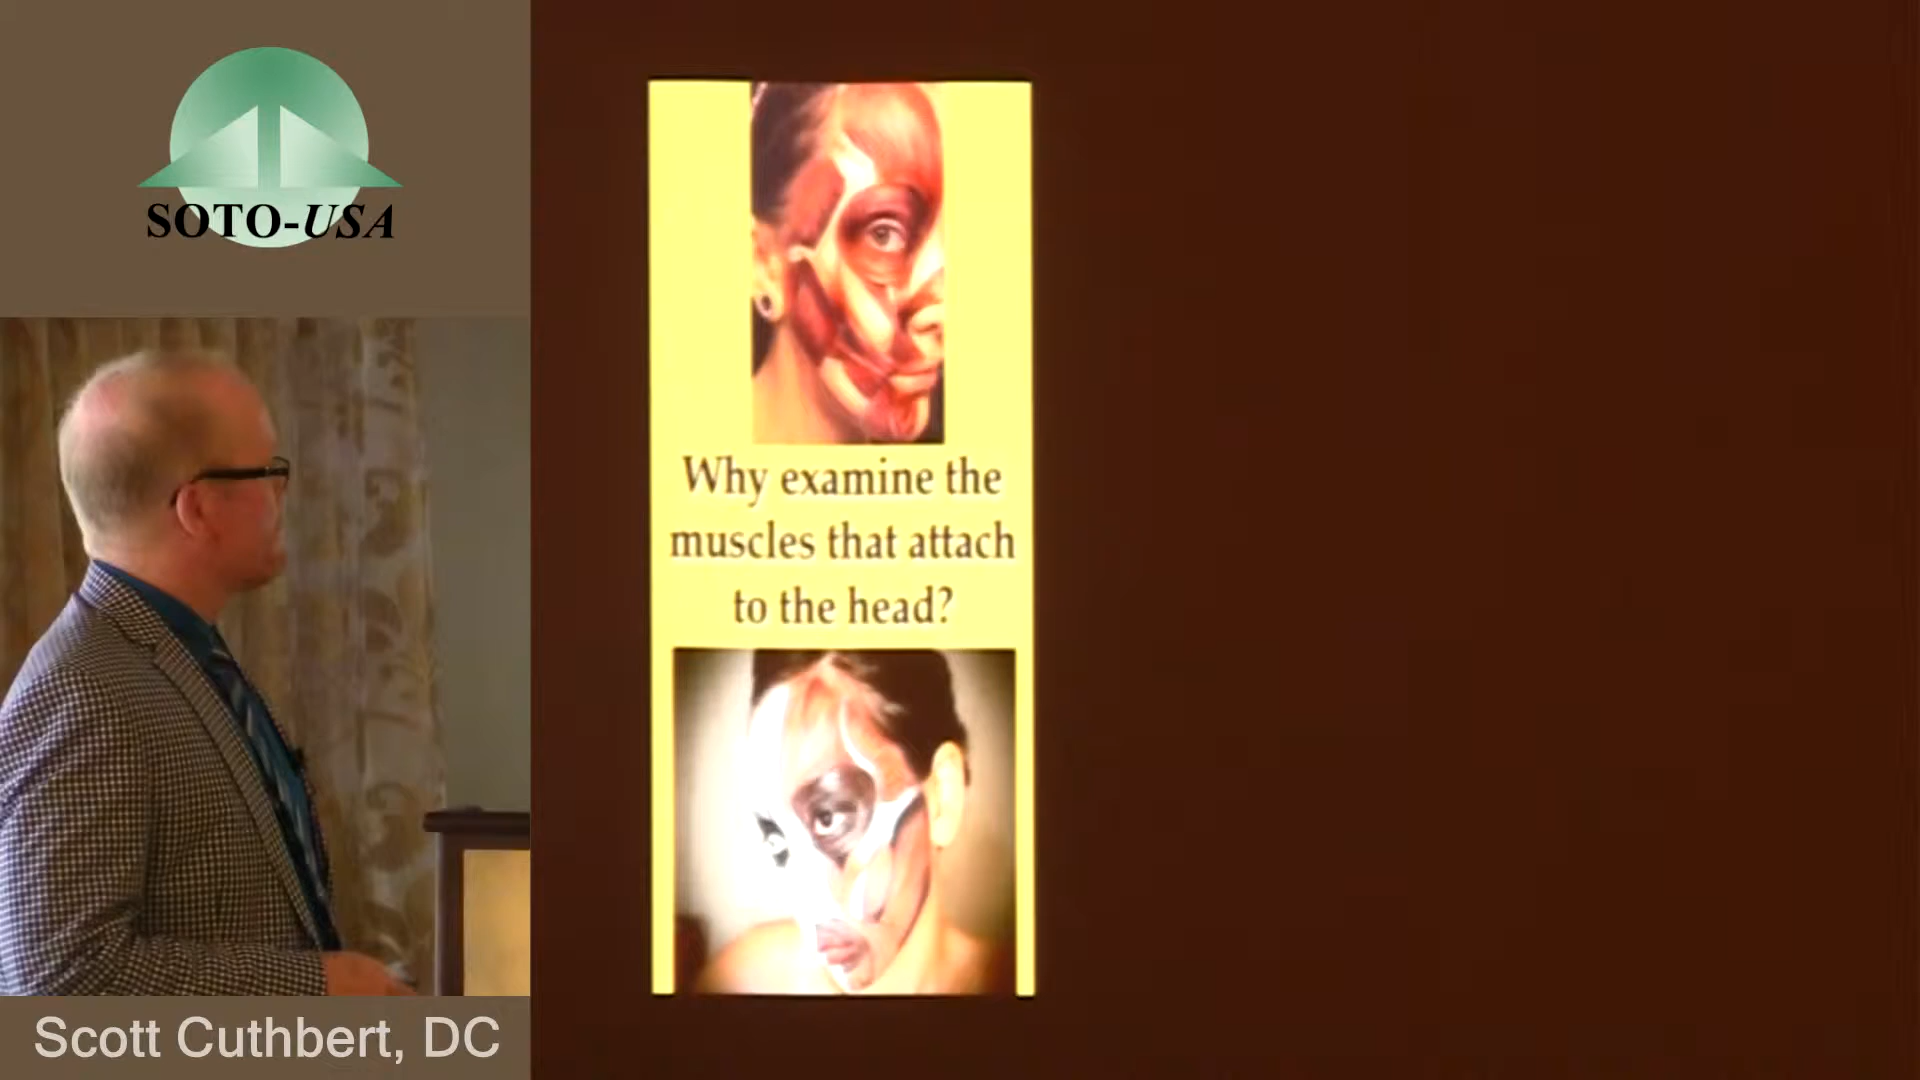 SOTO-USA
Why examine the
muscles that attach
to the head?
Scott Cuthbert, DC